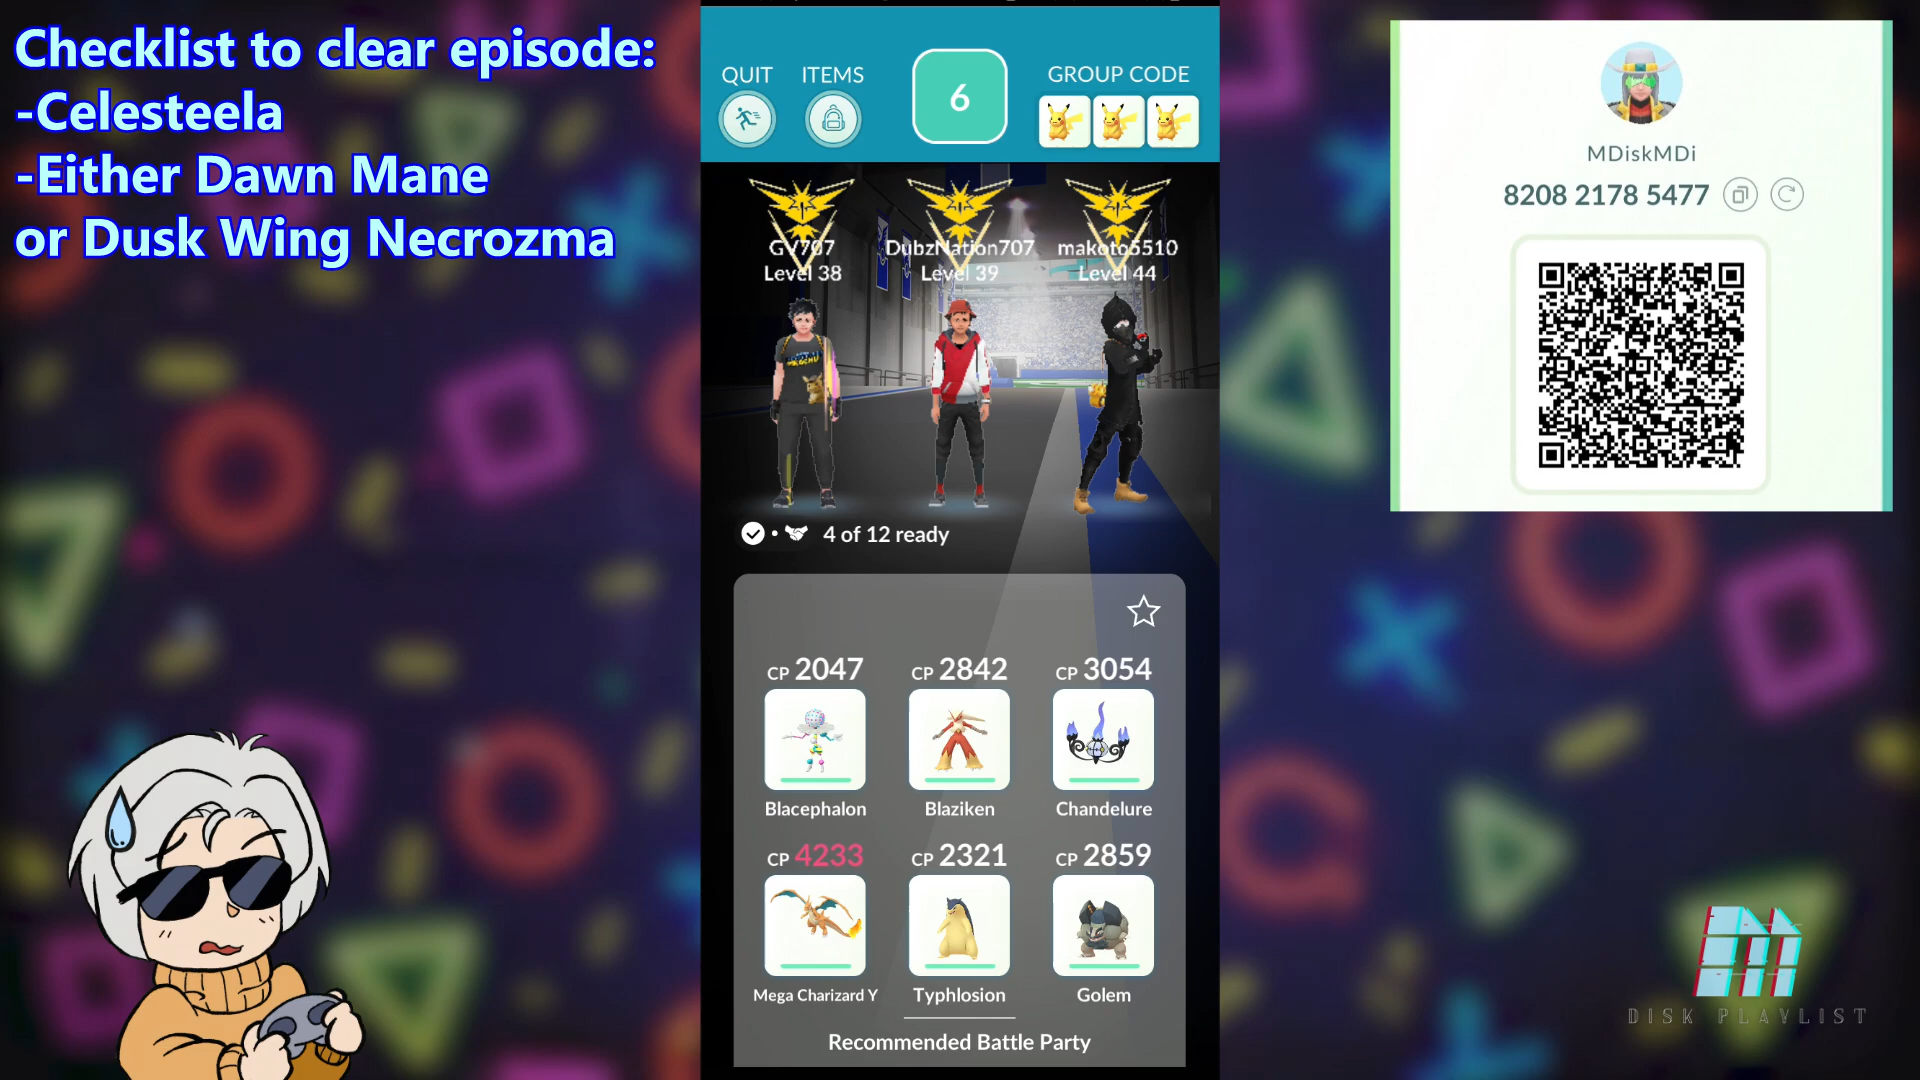 Checklist to clear episode:
-Celesteela
-Either Dawn Mane
or Dusk Wing Necrozma
QUIT ITEMS
6
GROUP CODE
GV707 DubzNation707 makoto5510
Level 38 Level 39 Level 44
4 of 12 ready
CP 2047 CP 2842 CP 3054
Blacephalon Blaziken Chandelure
CP 4233 CP 2321 CP 2859
Mega Charizard Y Typhlosion Golem
Recommended Battle Party
MDiskMDi
8208 2178 5477
DISK PLAYLIST